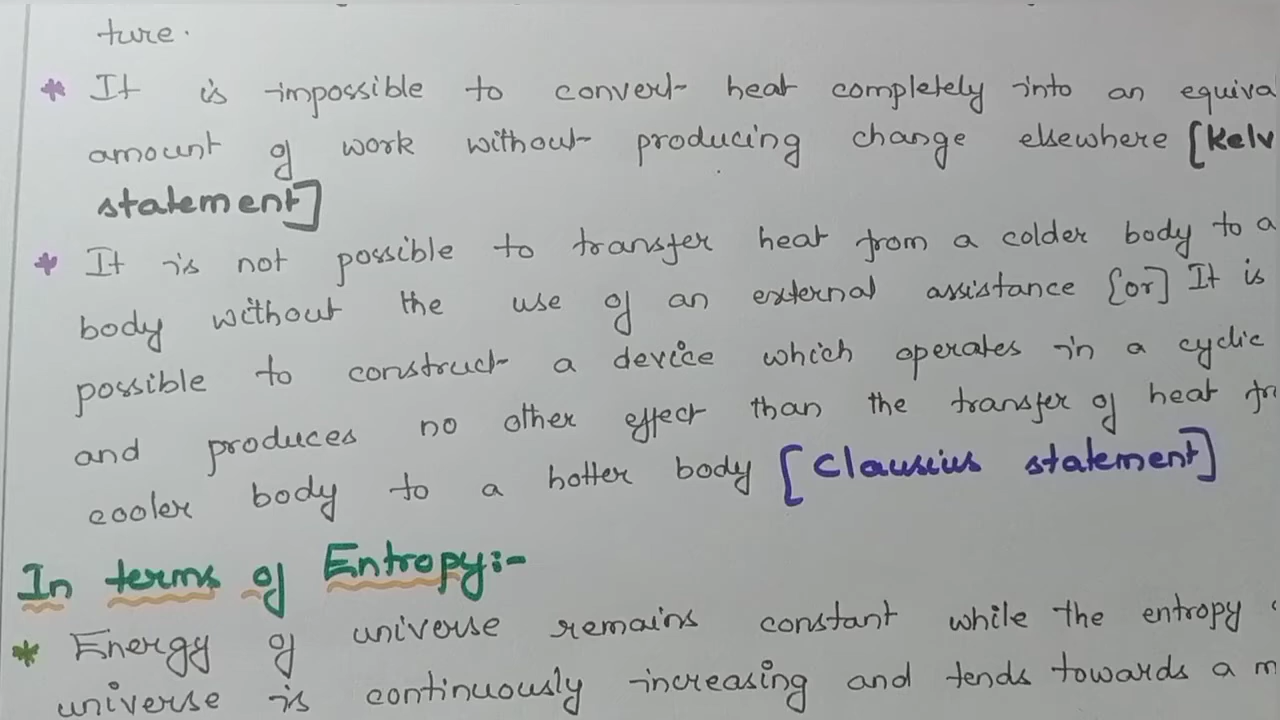 ture.
* It is impossible to convert heat completely into an equiva
amount of work without producing change elsewhere [Kelv
statement]
* It is not possible to transfer heat from a colder body to a
body without the use of an external assistance [or] It is
possible to construct a device which operates in a cyclic
and produces no other effect than the transfer of heat
cooler body to a hotter body [Clausius statement]
In terms of Entropy:-
* Energy of universe remains constant while the entropy
universe is continuously increasing and tends towards a m